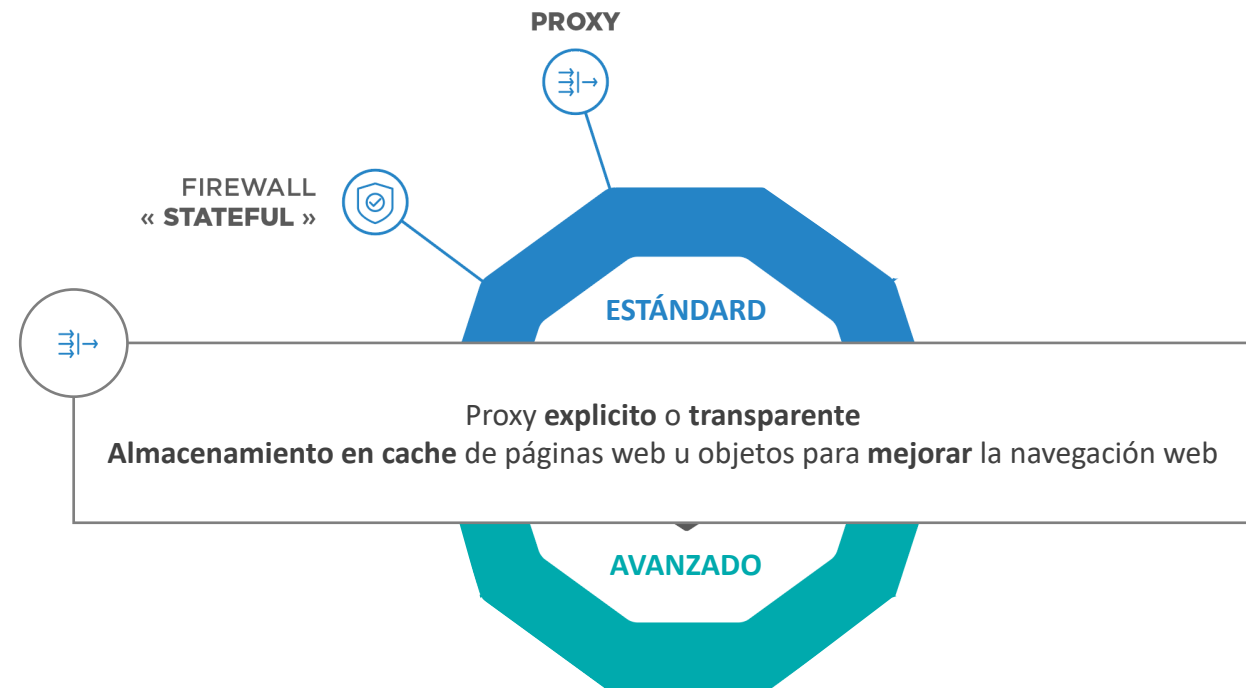 PROXY
FIREWALL
« STATEFUL »
ESTÁNDARD
Proxy explicito o transparente
Almacenamiento en cache de páginas web u objetos para mejorar la navegación web
AVANZADO